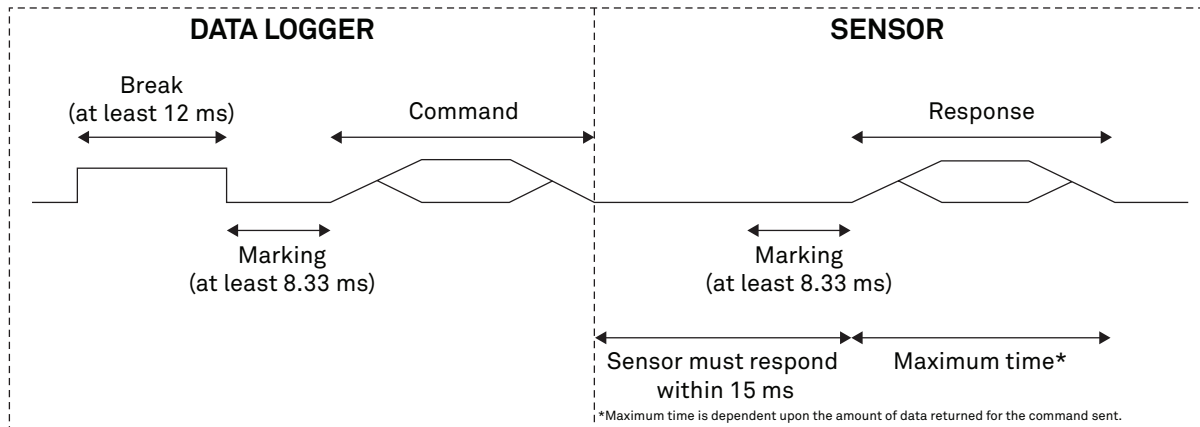 DATA LOGGER
SENSOR
Break
(at least 12 ms)
Command
Response
Marking
(at least 8.33 ms)
Marking
(at least 8.33 ms)
Sensor must respond
within 15 ms
Maximum time*
*Maximum time is dependent upon the amount of data returned for the command sent.